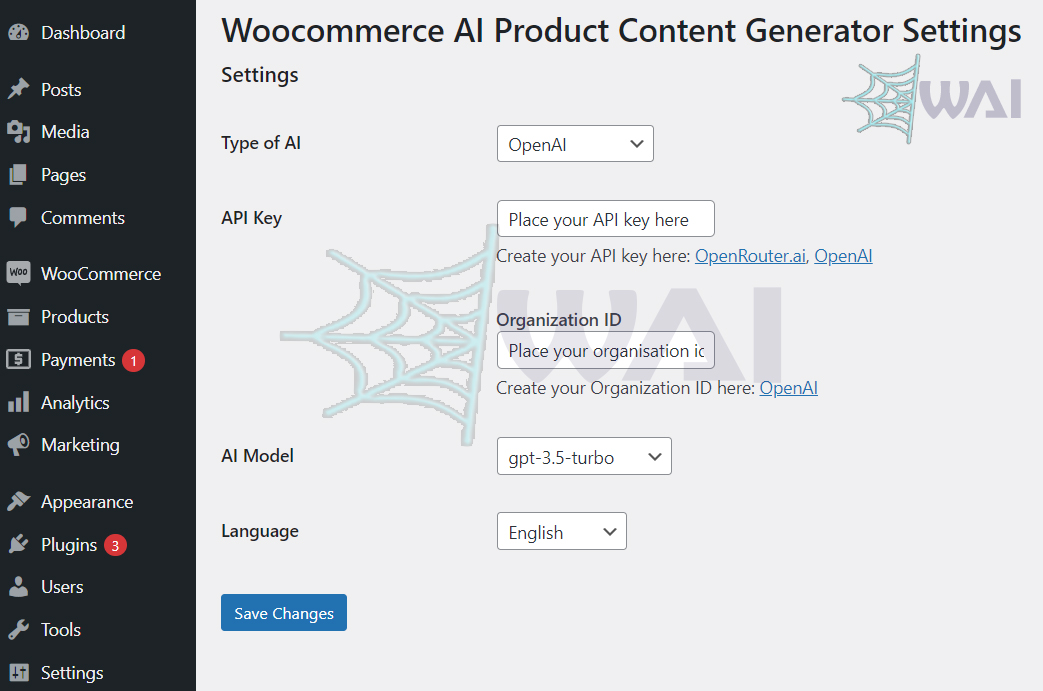 Dashboard
Posts
Media
Pages
Comments
Woo WooCommerce
Products
Payments 1
Analytics
Marketing
Appearance
Plugins 3
Users
Tools
Settings
Woocommerce AI Product Content Generator Settings
WAI
Settings
Type of AI OpenAI
API Key Place your API key here
Create your API key here: OpenRouter.ai, OpenAI
WAI
Organization ID
Place your organisation ic
Create your Organization ID here: OpenAI
AI Model gpt-3.5-turbo
Language English
Save Changes